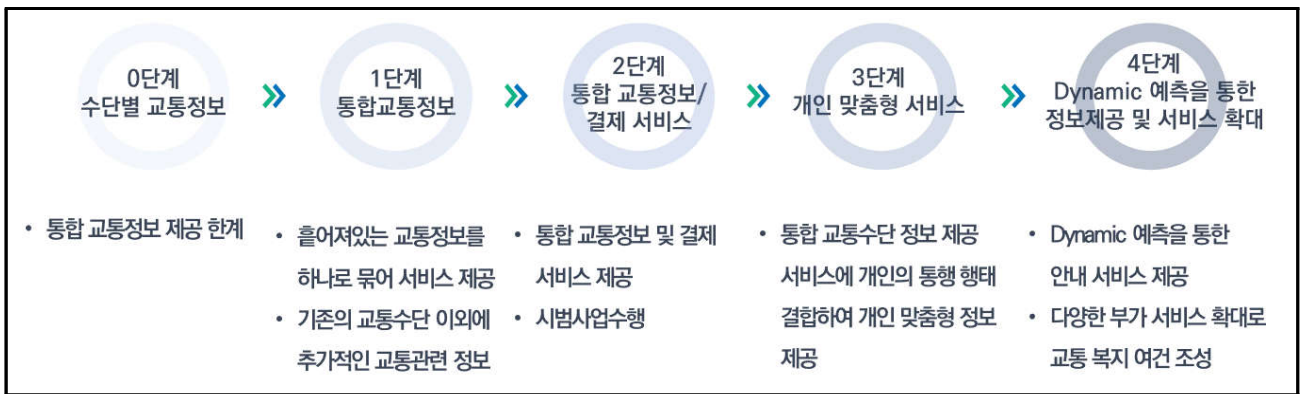 0단계
수단별 교통정보
1단계
통합교통정보
2단계
통합 교통정보/
결제 서비스
3단계
개인 맞춤형 서비스
4단계
Dynamic 예측을 통한
정보제공 및 서비스 확대
• 통합 교통정보 제공 한계
• 흩어져있는 교통정보를
하나로 묶어 서비스 제공
• 기존의 교통수단 이외에
추가적인 교통관련 정보
• 통합 교통정보 및 결제
서비스 제공
• 시범사업수행
• 통합 교통수단 정보 제공
서비스에 개인의 통행 행태
결합하여 개인 맞춤형 정보
제공
• Dynamic 예측을 통한
안내 서비스 제공
• 다양한 부가 서비스 확대로
교통 복지 여건 조성